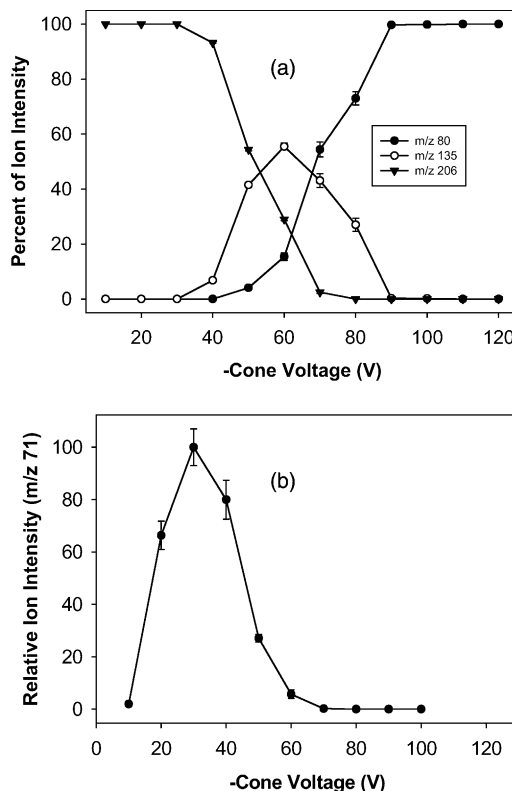 100
(a)
80
m/z 80
60
m/z 135
m/z 206
40
20
0
Percent of Ion Intensity
20 40 60 80 100 120
-Cone Voltage (V)
100
(b)
80
60
40
20
0
Relative Ion Intensity (m/z 71)
0 20 40 60 80 100 120
-Cone Voltage (V)